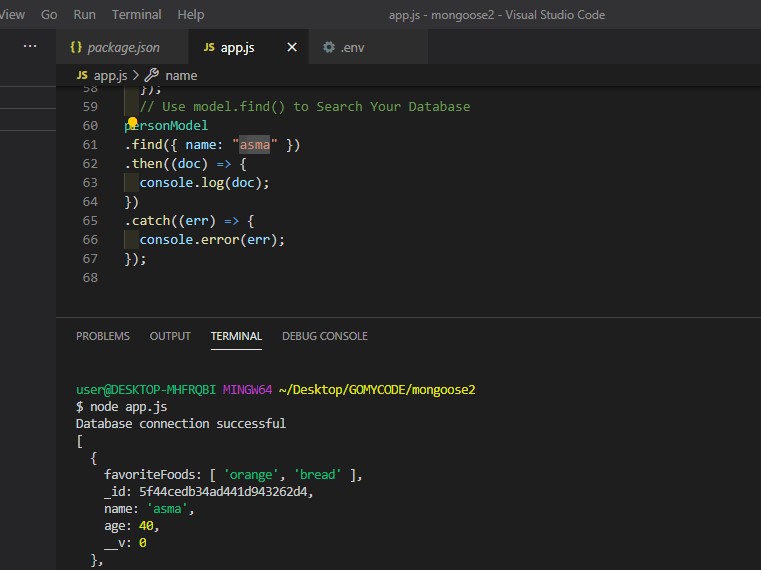 View Go Run Terminal Help app.js - mongoose2 - Visual Studio Code
... {} package.json JS app.js × .env
JS app.js > name
58 });
59 // Use model.find() to Search Your Database
60 personModel
61 .find({ name: "asma" })
62 .then((doc) => {
63 console.log(doc);
64 })
65 .catch((err) => {
66 console.error(err);
67 });
68
PROBLEMS OUTPUT TERMINAL DEBUG CONSOLE
user@DESKTOP-MHFRQBI MINGW64 ~/Desktop/GOMYCODE/mongoose2
$ node app.js
Database connection successful
[
{
favoriteFoods: [ 'orange', 'bread' ],
_id: 5f44cedb34ad441d943262d4,
name: 'asma',
age: 40,
__v: 0
},